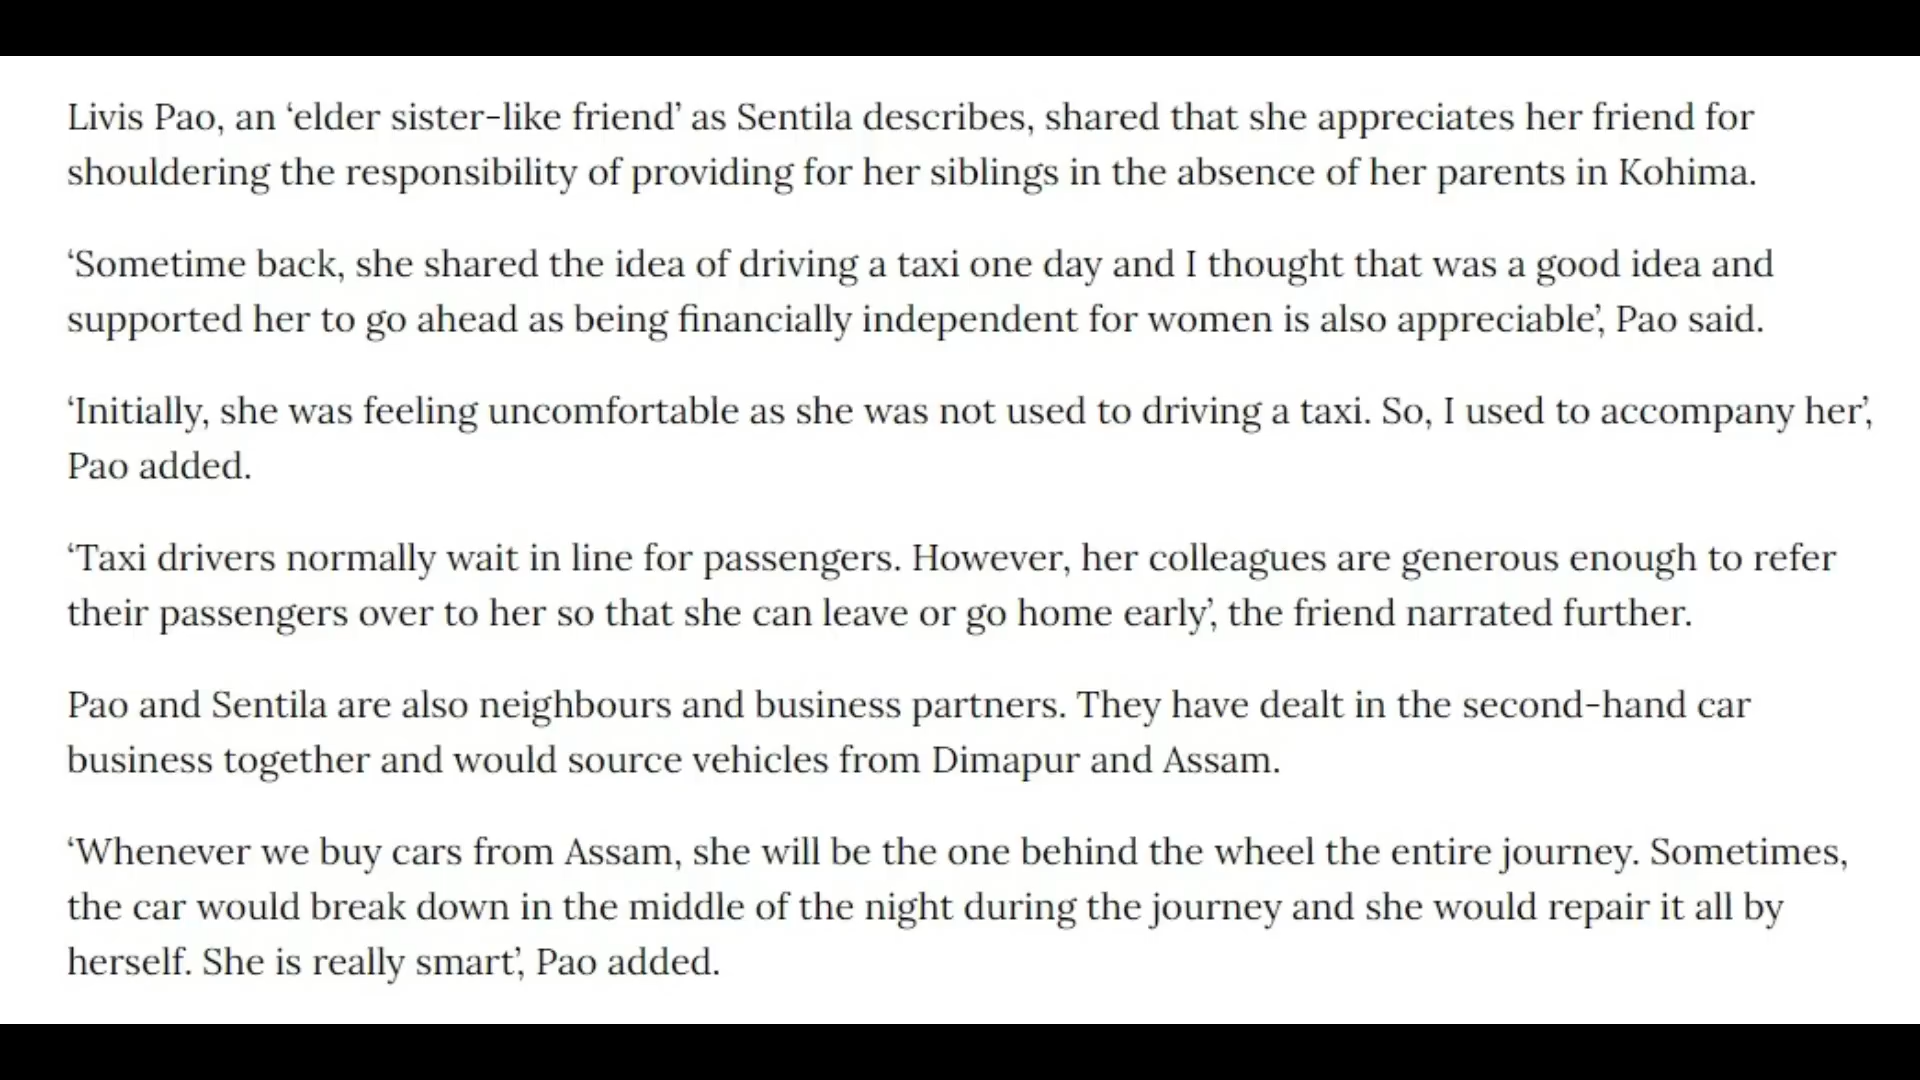 Livis Pao, an ‘elder sister-like friend’ as Sentila describes, shared that she appreciates her friend for
shouldering the responsibility of providing for her siblings in the absence of her parents in Kohima.
‘Sometime back, she shared the idea of driving a taxi one day and I thought that was a good idea and
supported her to go ahead as being financially independent for women is also appreciable’, Pao said.
‘Initially, she was feeling uncomfortable as she was not used to driving a taxi. So, I used to accompany her’,
Pao added.
‘Taxi drivers normally wait in line for passengers. However, her colleagues are generous enough to refer
their passengers over to her so that she can leave or go home early’, the friend narrated further.
Pao and Sentila are also neighbours and business partners. They have dealt in the second-hand car
business together and would source vehicles from Dimapur and Assam.
‘Whenever we buy cars from Assam, she will be the one behind the wheel the entire journey. Sometimes,
the car would break down in the middle of the night during the journey and she would repair it all by
herself. She is really smart’, Pao added.